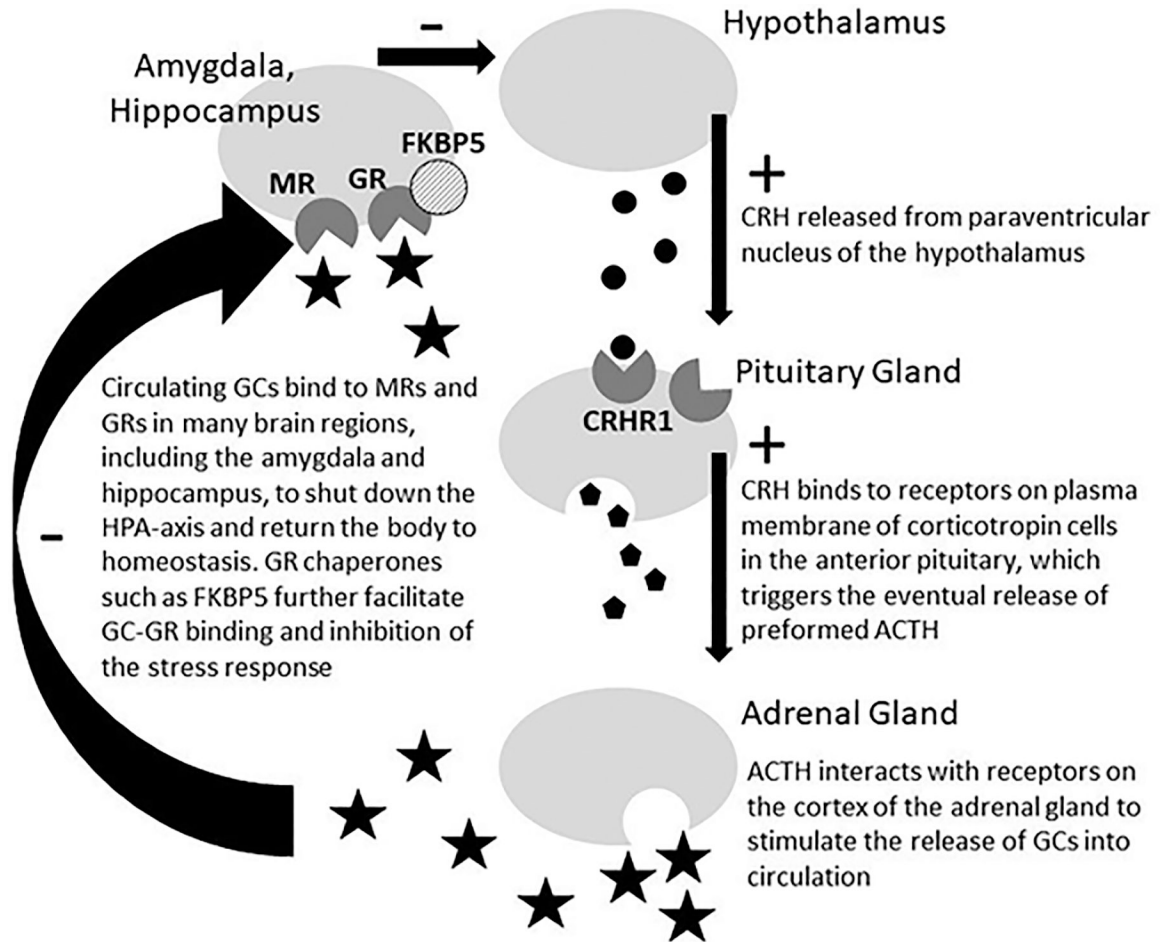 Amygdala,
Hippocampus
−
Hypothalamus
FKBP5
MR
GR
+
CRH released from paraventricular
nucleus of the hypothalamus
Pituitary Gland
CRHR1
+
CRH binds to receptors on plasma
membrane of corticotropin cells
in the anterior pituitary, which
triggers the eventual release of
preformed ACTH
Circulating GCs bind to MRs and
GRs in many brain regions,
including the amygdala and
hippocampus, to shut down the
HPA-axis and return the body to
homeostasis. GR chaperones
such as FKBP5 further facilitate
GC-GR binding and inhibition of
the stress response
−
Adrenal Gland
ACTH interacts with receptors on
the cortex of the adrenal gland to
stimulate the release of GCs into
circulation